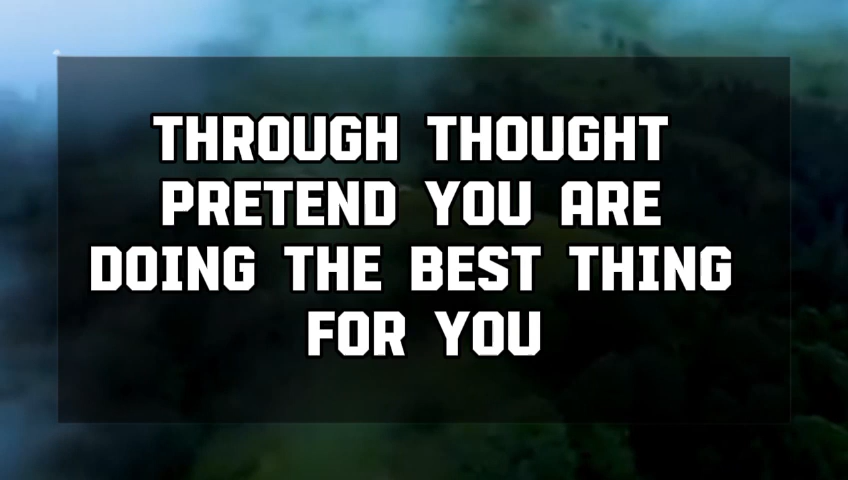 THROUGH THOUGHT
PRETEND YOU ARE
DOING THE BEST THING
FOR YOU